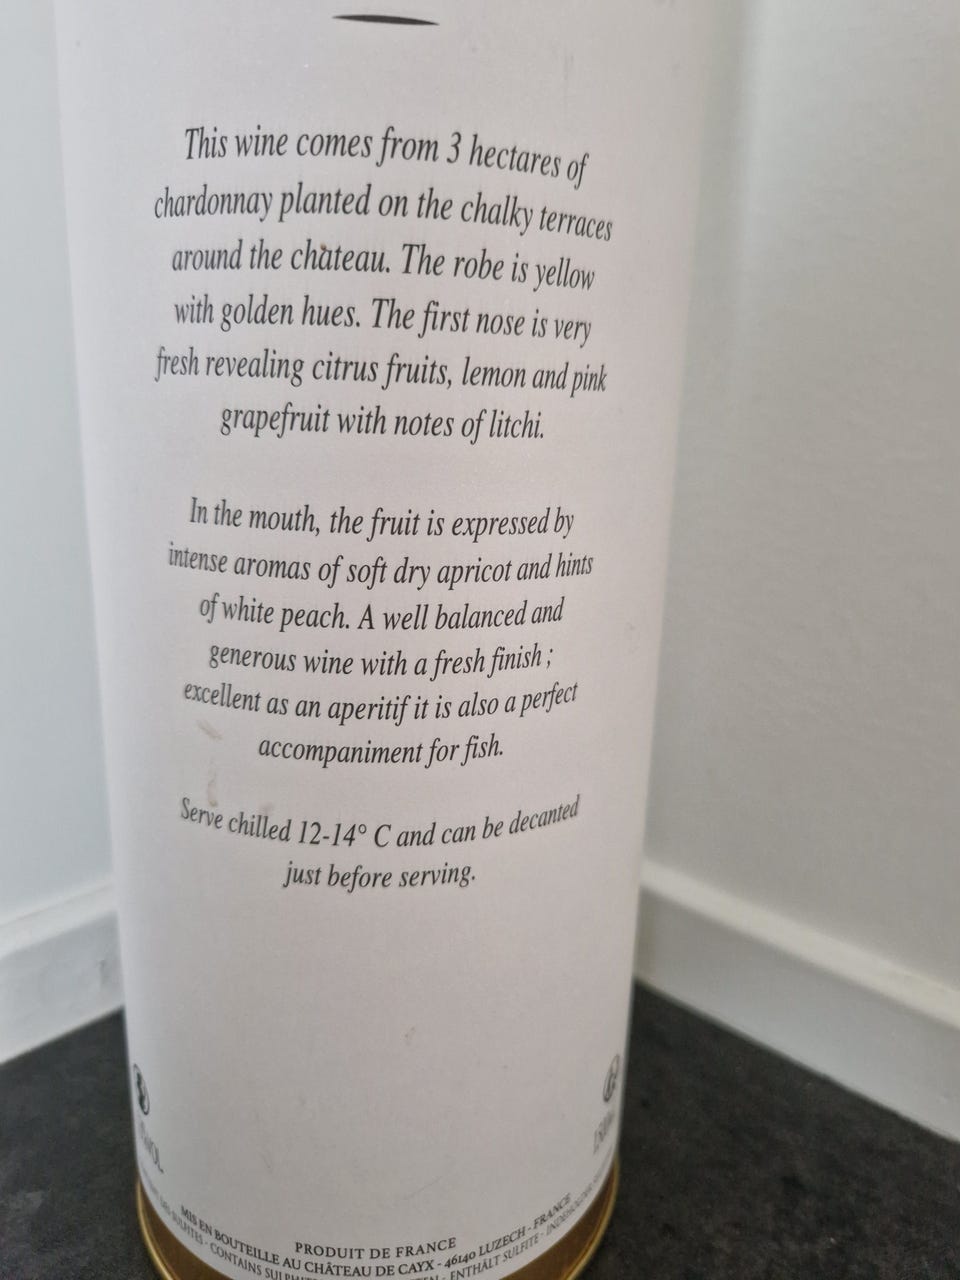 This wine comes from 3 hectares of
chardonnay planted on the chalky terraces
around the château. The robe is yellow
with golden hues. The first nose is very
fresh revealing citrus fruits, lemon and pink
grapefruit with notes of litchi.
In the mouth, the fruit is expressed by
intense aromas of soft dry apricot and hints
of white peach. A well balanced and
generous wine with a fresh finish ;
excellent as an aperitif it is also a perfect
accompaniment for fish.
Serve chilled 12-14° C and can be decanted
just before serving.
PRODUIT DE FRANCE
MIS EN BOUTEILLE AU CHÂTEAU DE CAYX - 46140 LUZECH - FRANCE
SULFITES - CONTAINS - ENTHÄLT SULFITE -